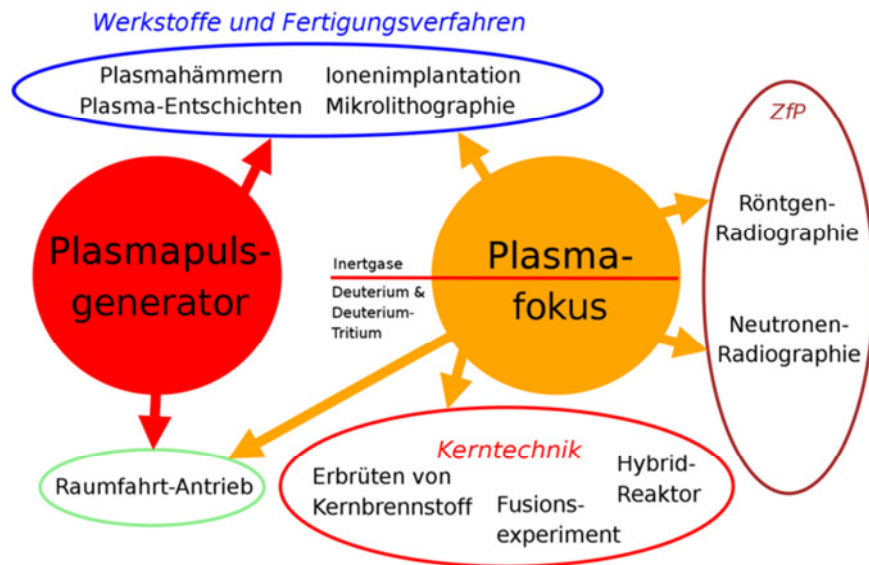 Werkstoffe und Fertigungsverfahren
Plasmahämmern
Plasma-Entschichten
Ionenimplantation
Mikrolithographie
ZfP
Röntgen-
Radiographie
Neutronen-
Radiographie
Plasmapuls-
generator
Inertgase
Deuterium &
Deuterium-
Tritium
Plasma-
fokus
Raumfahrt-Antrieb
Kerntechnik
Erbrüten von
Kernbrennstoff
Fusions-
experiment
Hybrid-
Reaktor